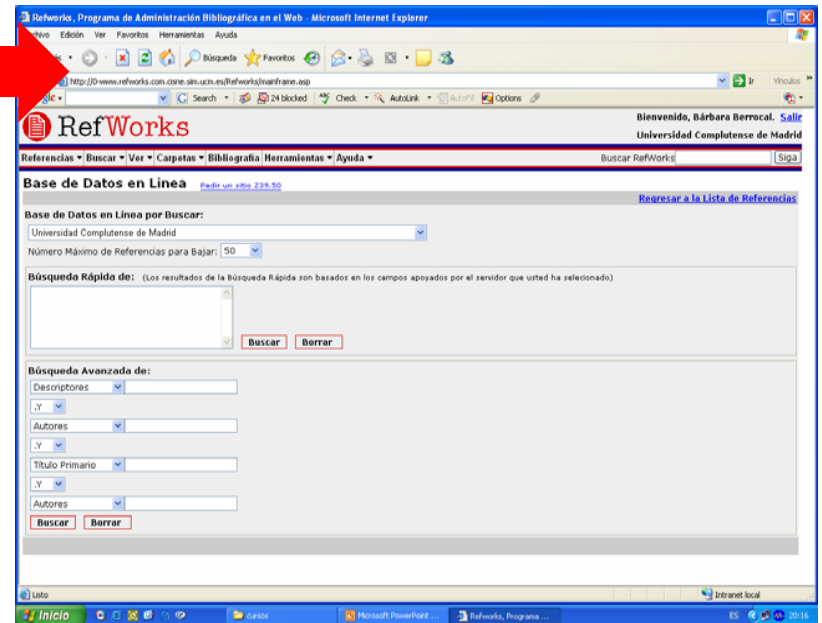 Refworks, Programa de Administración Bibliográfica en el Web - Microsoft Internet Explorer
Edición Ver Favoritos Herramientas Ayuda
Búsqueda Favoritos
http://0-www.refworks.com.cisne.sim.ucm.es/Refworks/mainframe.asp Ir Vínculos »
Search 24 blocked Check AutoLink AutoFill Options
RefWorks
Bienvenido, Bárbara Berrocal. Salir
Universidad Complutense de Madrid
Referencias Buscar Ver Carpetas Bibliografía Herramientas Ayuda Buscar RefWorks Siga
Base de Datos en Linea Pedir un sitio Z39.50
Regresar a la Lista de Referencias
Base de Datos en Línea por Buscar:
Universidad Complutense de Madrid
Número Máximo de Referencias para Bajar: 50
Búsqueda Rápida de: (Los resultados de la Búsqueda Rápida son basados en los campos apoyados por el servidor que usted ha selecionado)
Buscar Borrar
Búsqueda Avanzada de:
Descriptores
.Y
Autores
.Y
Título Primario
.Y
Autores
Buscar Borrar
Listo Intranet local
Inicio cursos Microsoft PowerPoint ... Refworks, Programa ... ES 20:16